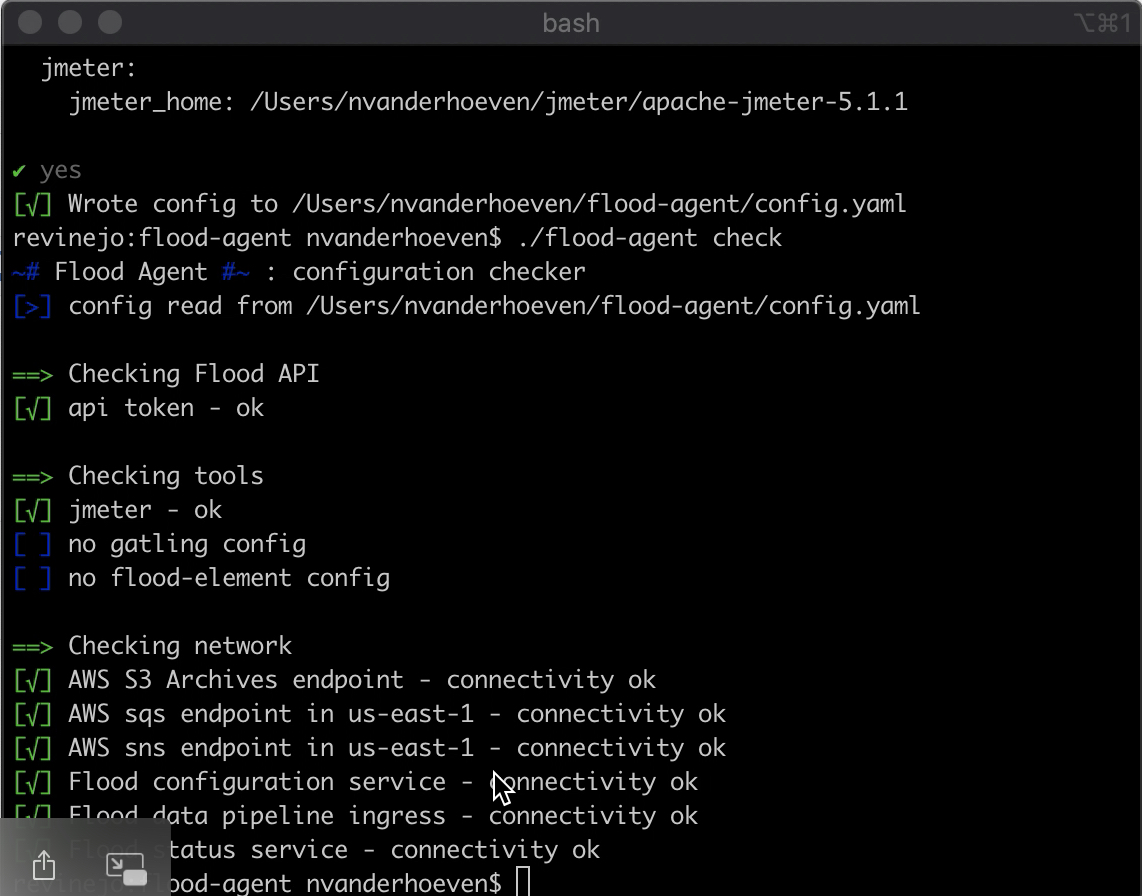 bash
⌥⌘1
jmeter:
jmeter_home: /Users/nvanderhoeven/jmeter/apache-jmeter-5.1.1
✔ yes
[√] Wrote config to /Users/nvanderhoeven/flood-agent/config.yaml
revinejo:flood-agent nvanderhoeven$ ./flood-agent check
~# Flood Agent #~ : configuration checker
[>] config read from /Users/nvanderhoeven/flood-agent/config.yaml
==> Checking Flood API
[√] api token - ok
==> Checking tools
[√] jmeter - ok
[ ] no gatling config
[ ] no flood-element config
==> Checking network
[√] AWS S3 Archives endpoint - connectivity ok
[√] AWS sqs endpoint in us-east-1 - connectivity ok
[√] AWS sns endpoint in us-east-1 - connectivity ok
[√] Flood configuration service - connectivity ok
[√] Flood data pipeline ingress - connectivity ok
Flood status service - connectivity ok
revinejo:flood-agent nvanderhoeven$